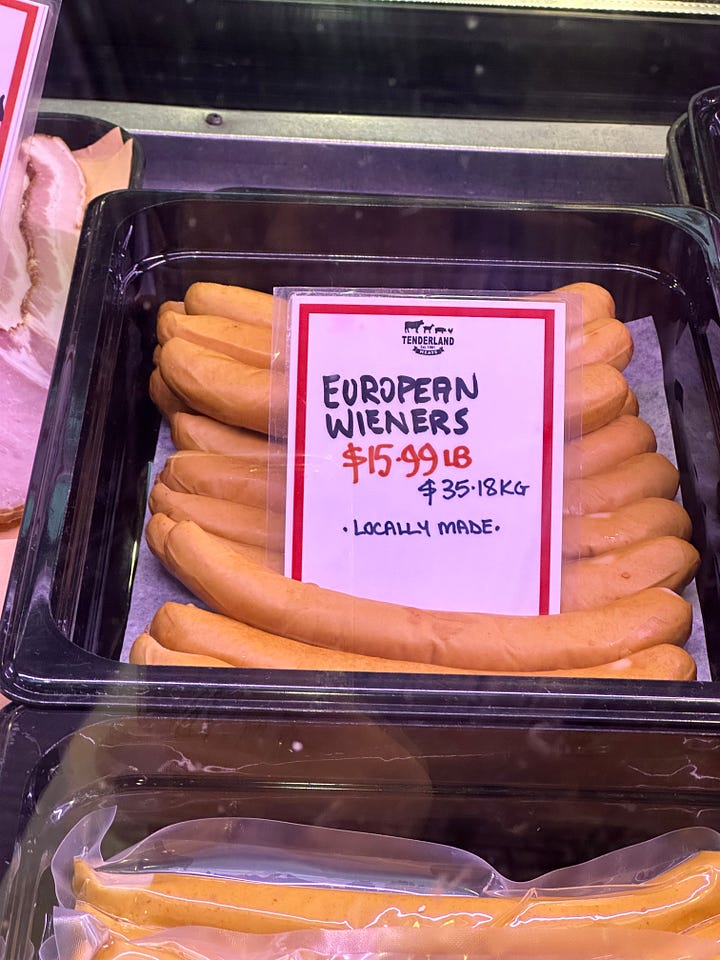 TENDERLAND
MEATS
EUROPEAN
WIENERS
$15.99 LB
$35.18 KG
• LOCALLY MADE •